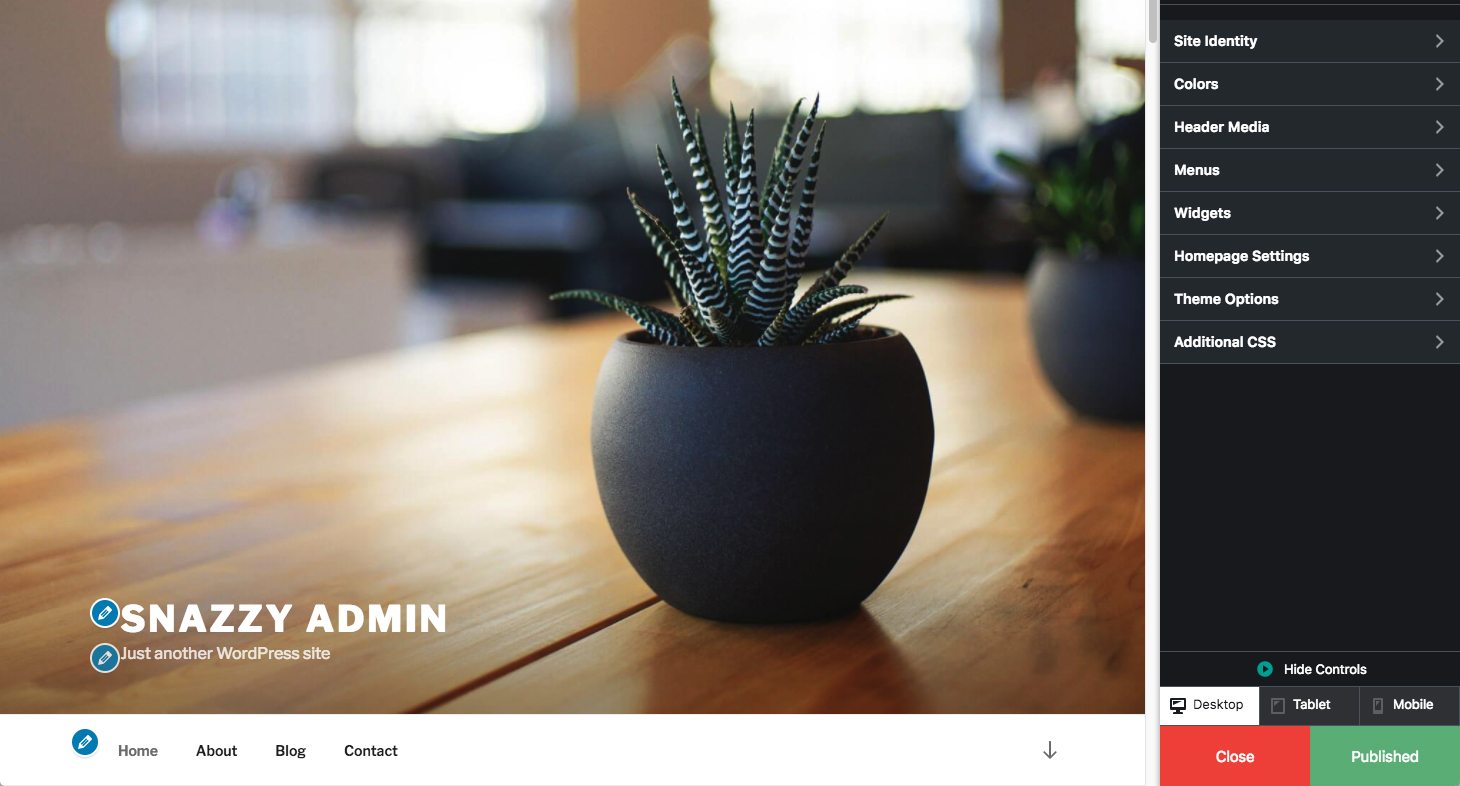 SNAZZY ADMIN
Just another WordPress site
Home About Blog Contact
Site Identity
Colors
Header Media
Menus
Widgets
Homepage Settings
Theme Options
Additional CSS
Hide Controls
Desktop Tablet Mobile
Close Published